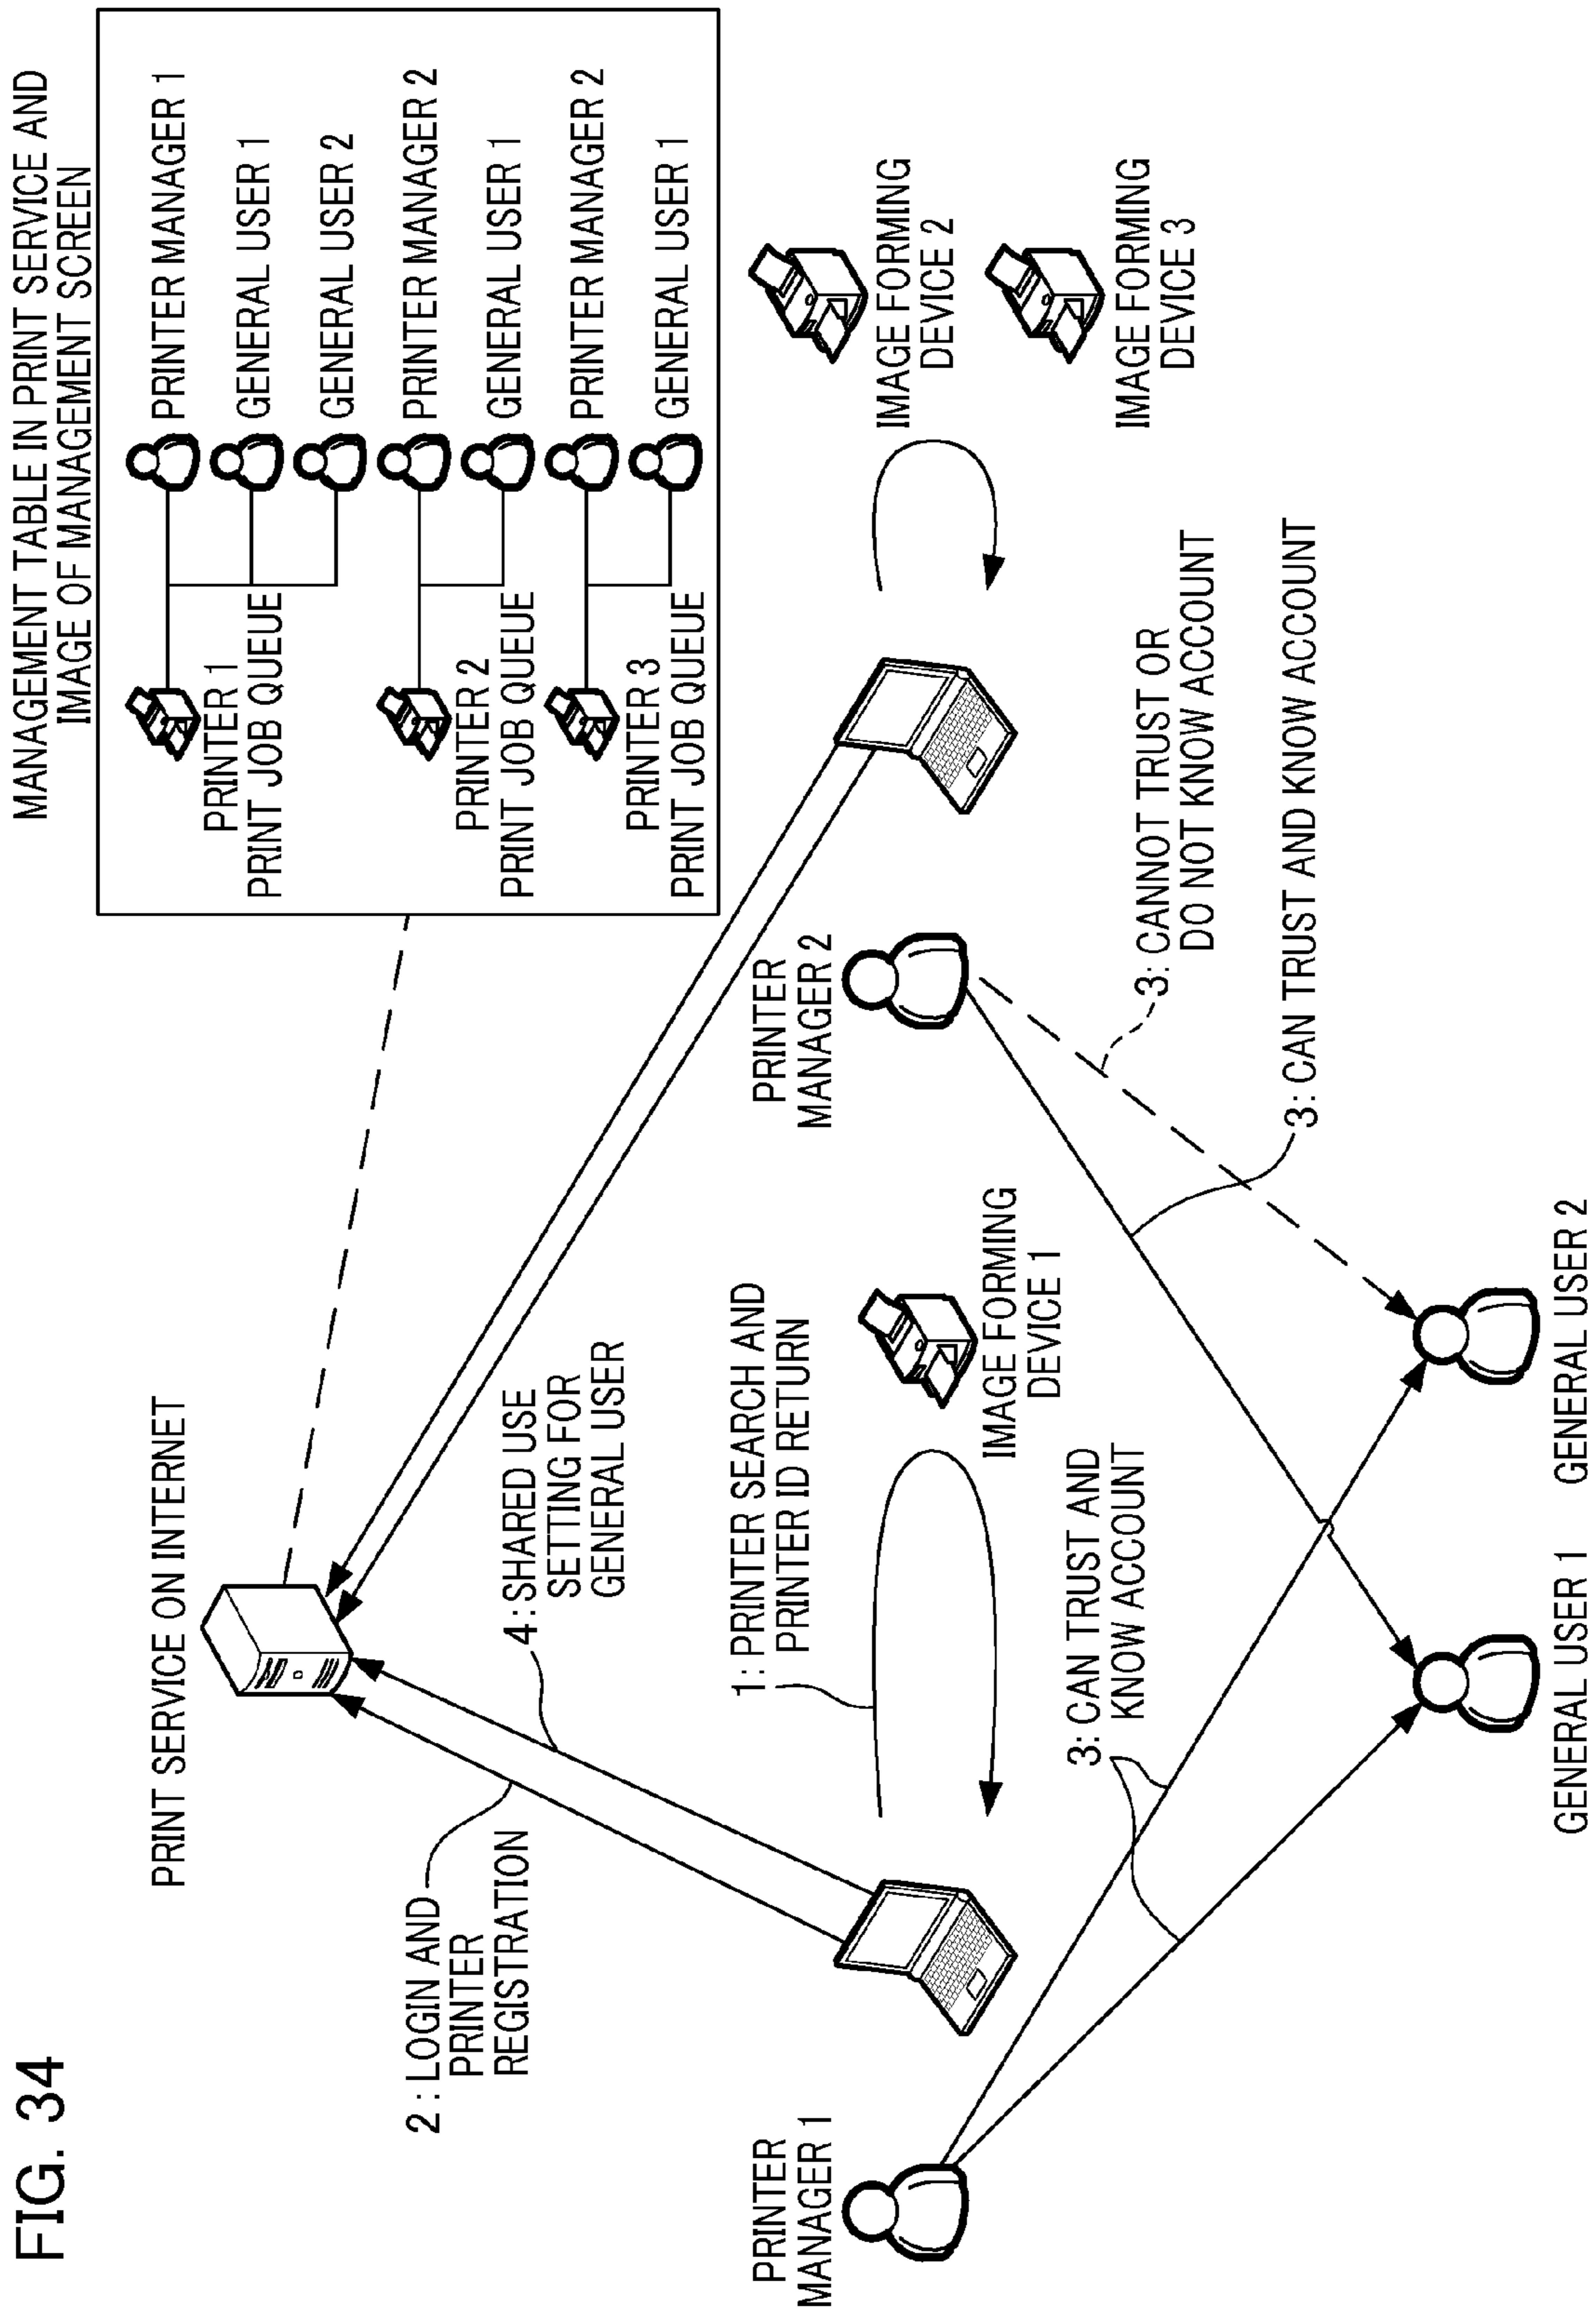 FIG. 34
MANAGEMENT TABLE IN PRINT SERVICE AND
IMAGE OF MANAGEMENT SCREEN
PRINTER 1
PRINT JOB QUEUE
PRINTER MANAGER 1
GENERAL USER 1
GENERAL USER 2
PRINTER 2
PRINT JOB QUEUE
PRINTER MANAGER 2
GENERAL USER 1
PRINTER 3
PRINT JOB QUEUE
PRINTER MANAGER 2
GENERAL USER 1
PRINT SERVICE ON INTERNET
2 : LOGIN AND
PRINTER
REGISTRATION
4 : SHARED USE
SETTING FOR
GENERAL USER
PRINTER
MANAGER 1
1: PRINTER SEARCH AND
PRINTER ID RETURN
IMAGE FORMING
DEVICE 1
PRINTER
MANAGER 2
IMAGE FORMING
DEVICE 2
IMAGE FORMING
DEVICE 3
3: CAN TRUST AND
KNOW ACCOUNT
3: CANNOT TRUST OR
DO NOT KNOW ACCOUNT
3: CAN TRUST AND KNOW ACCOUNT
GENERAL USER 1
GENERAL USER 2